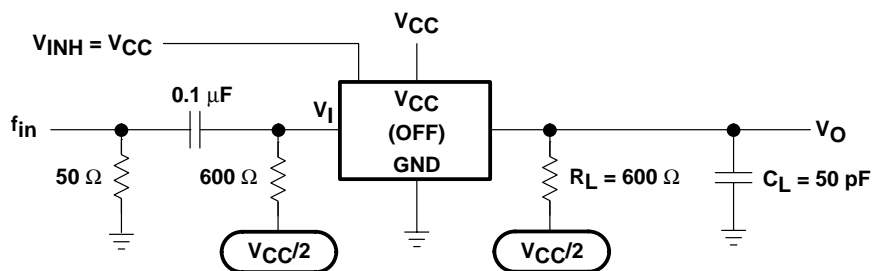 VCC
VINH = VCC
0.1 μF
VI
VCC
(OFF)
GND
fin
VO
50 Ω
600 Ω
RL = 600 Ω
CL = 50 pF
VCC/2
VCC/2